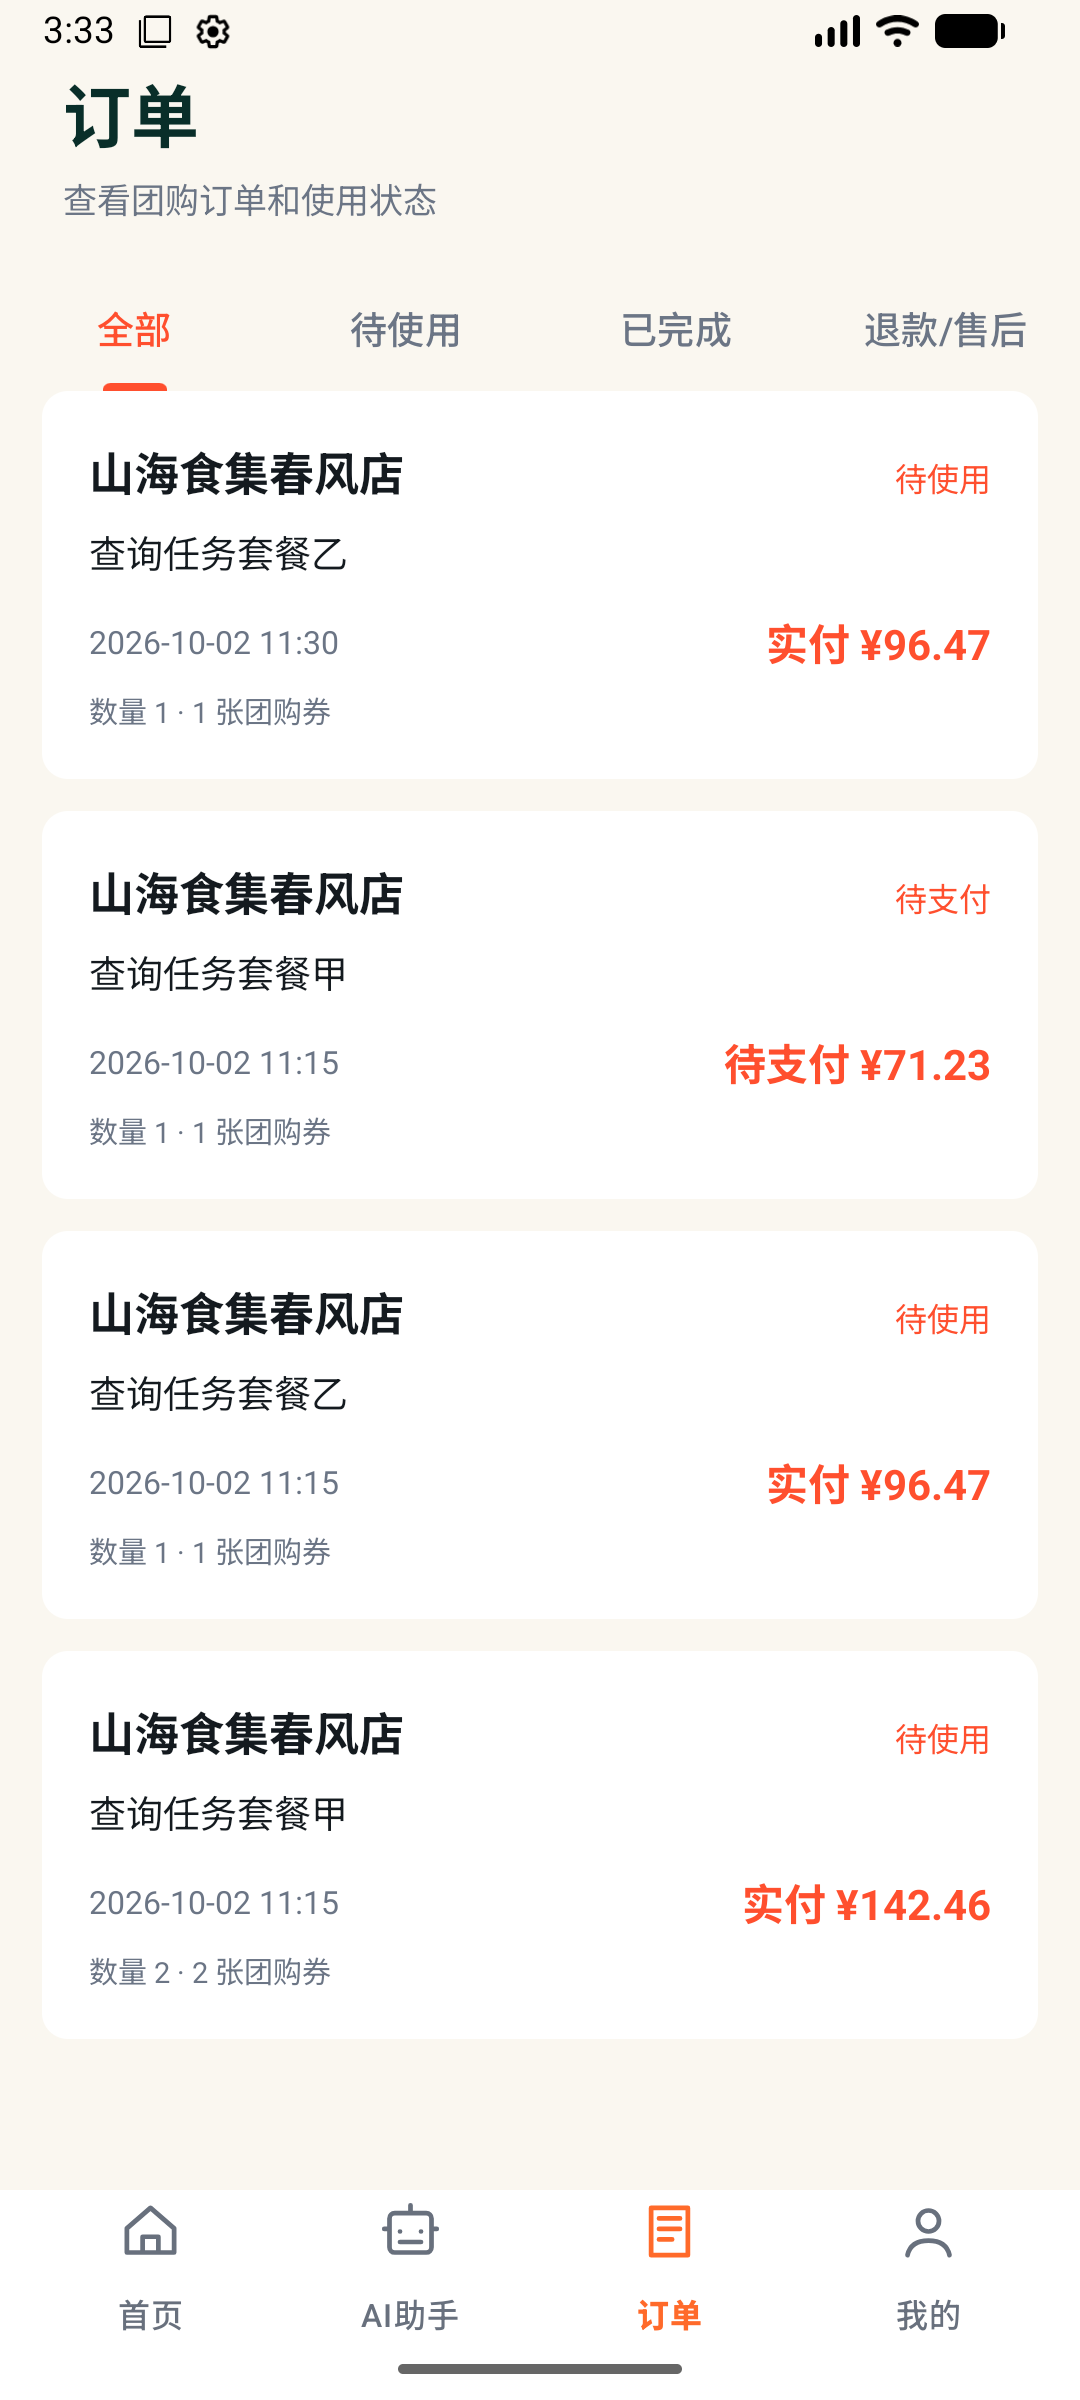 3:33
订单
查看团购订单和使用状态
全部 待使用 已完成 退款/售后
山海食集春风店 待使用
查询任务套餐乙
2026-10-02 11:30 实付 ¥96.47
数量 1 · 1 张团购券
山海食集春风店 待支付
查询任务套餐甲
2026-10-02 11:15 待支付 ¥71.23
数量 1 · 1 张团购券
山海食集春风店 待使用
查询任务套餐乙
2026-10-02 11:15 实付 ¥96.47
数量 1 · 1 张团购券
山海食集春风店 待使用
查询任务套餐甲
2026-10-02 11:15 实付 ¥142.46
数量 2 · 2 张团购券
首页 AI助手 订单 我的